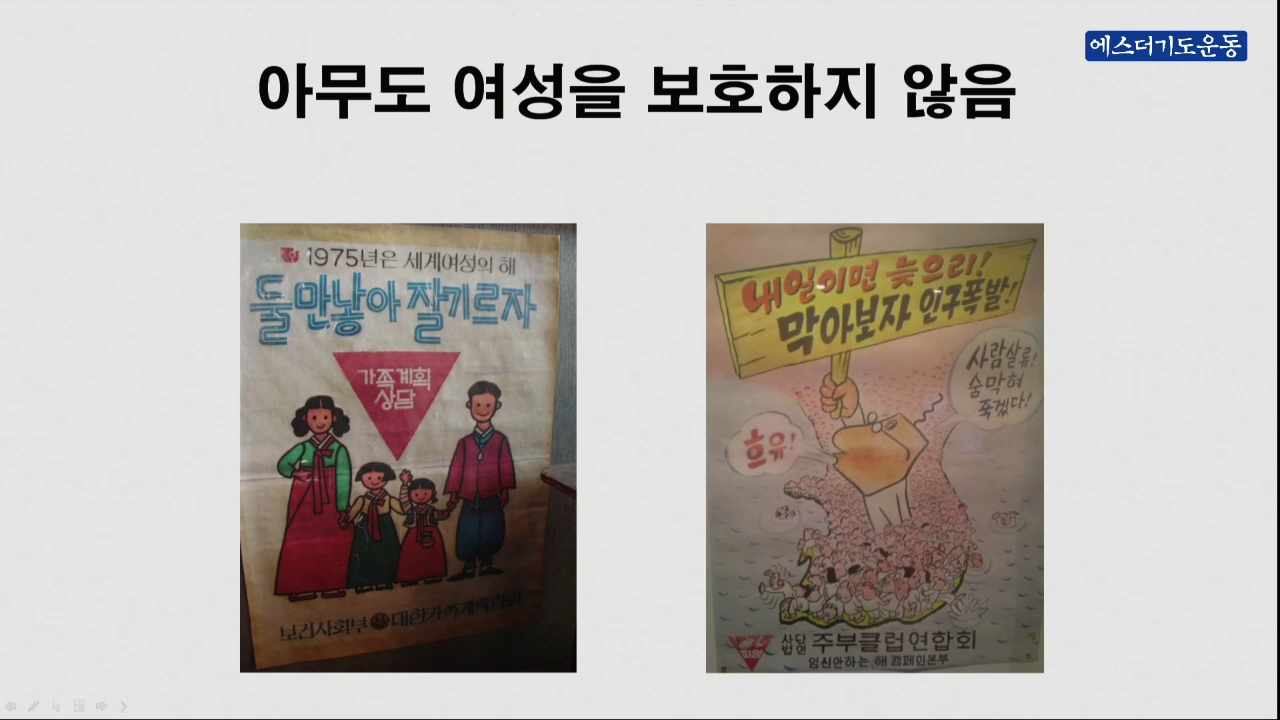 에스더기도운동
아무도 여성을 보호하지 않음
1975년은 세계여성의 해
둘만낳아 잘기르자
가족계획
상담
보건사회부 대한가족계획협회
내일이면 늦으리!
막아보자 인구폭발!
사람살류!
숨막혀
죽겠다!
흐유!
사단
법인 주부클럽연합회
임신안하는 해 캠페인본부